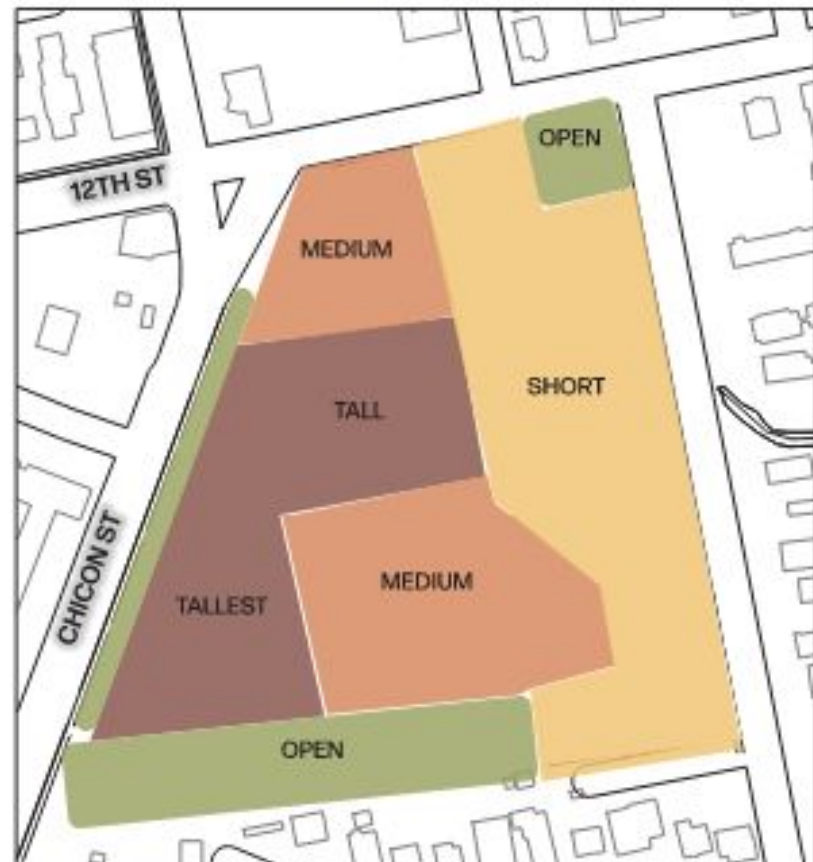 OPEN
12TH ST
MEDIUM
SHORT
TALL
CHICON ST
MEDIUM
TALLEST
OPEN